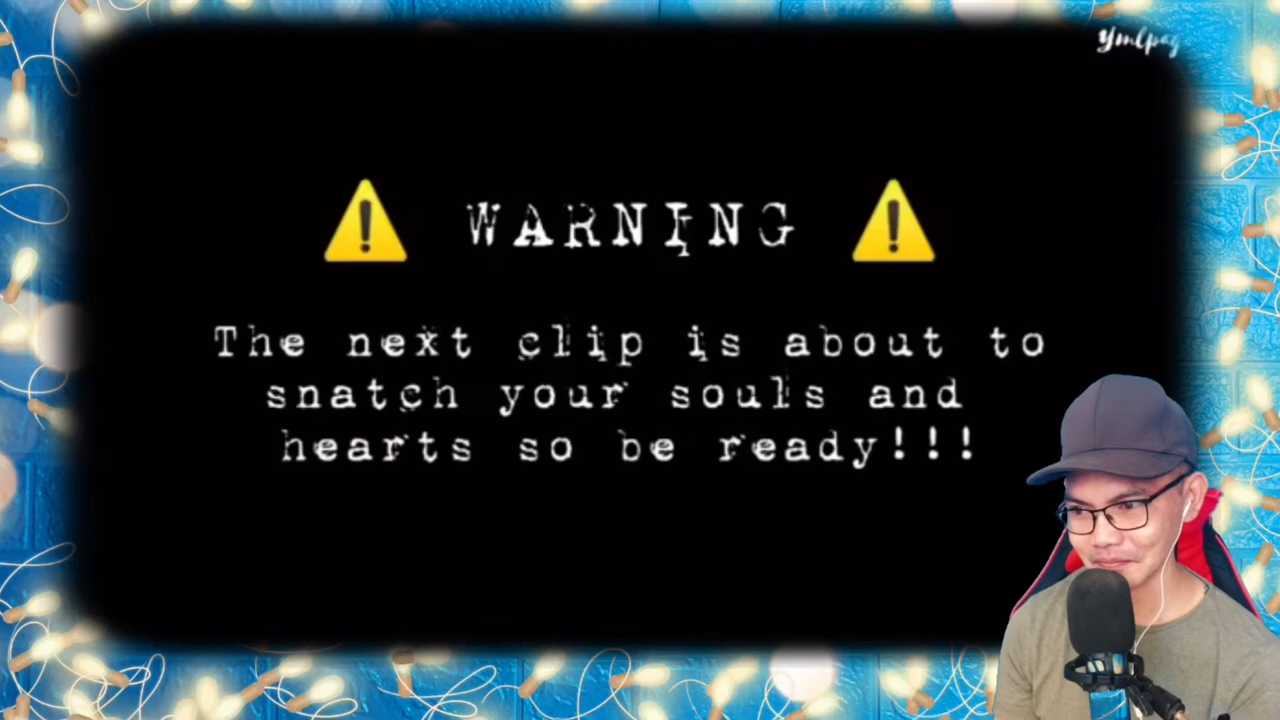 ⚠️ WARNING ⚠️
The next clip is about to
snatch your souls and
hearts so be ready!!!